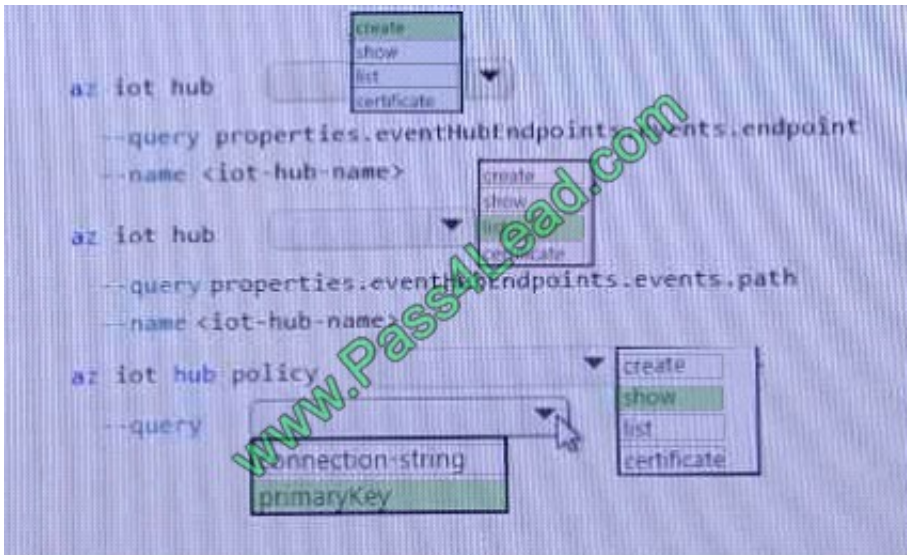 create
show
list
certificate
az iot hub
--query properties.eventHubEndpoints.events.endpoint
--name <iot-hub-name>
create
show
list
certificate
az iot hub
--query properties.eventHubEndpoints.events.path
--name <iot-hub-name>
az iot hub policy
create
show
list
certificate
--query
connection-string
primaryKey
www.Pass4Lead.com